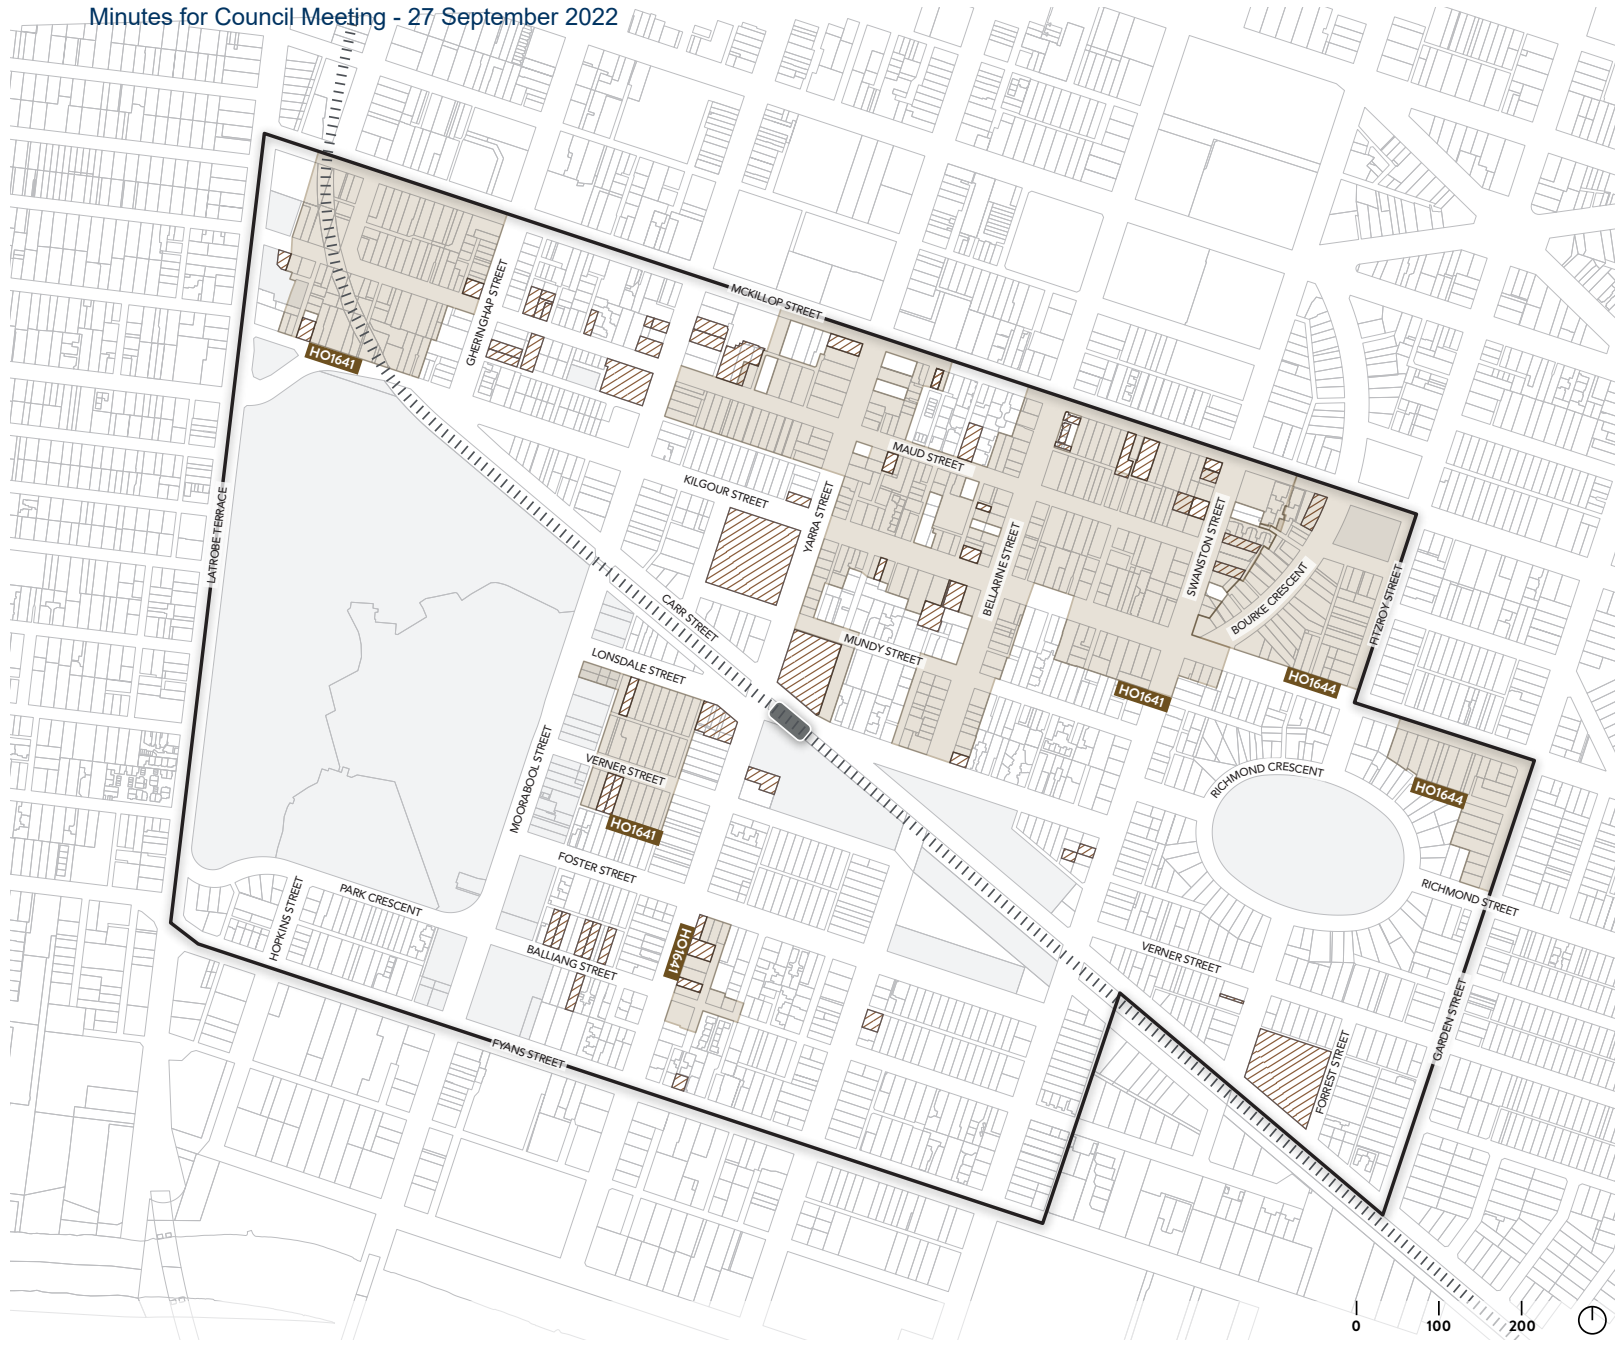 Minutes for Council Meeting - 27 September 2022
MCKILLOP STREET
GHERINGHAP STREET
HO1641
MAUD STREET
KILGOUR STREET
YARRA STREET
LATROBE TERRACE
BELLARINE STREET
SWANSTON STREET
BOURKE CRESCENT
FITZROY STREET
CARR STREET
MUNDY STREET
LONSDALE STREET
HO1641
HO1644
MOORABOOL STREET
VERNER STREET
RICHMOND CRESCENT
HO1644
HO1641
FOSTER STREET
PARK CRESCENT
HOPKINS STREET
RICHMOND STREET
HO1641
BALLIANG STREET
VERNER STREET
GARDEN STREET
FYANS STREET
FORREST STREET
0 100 200